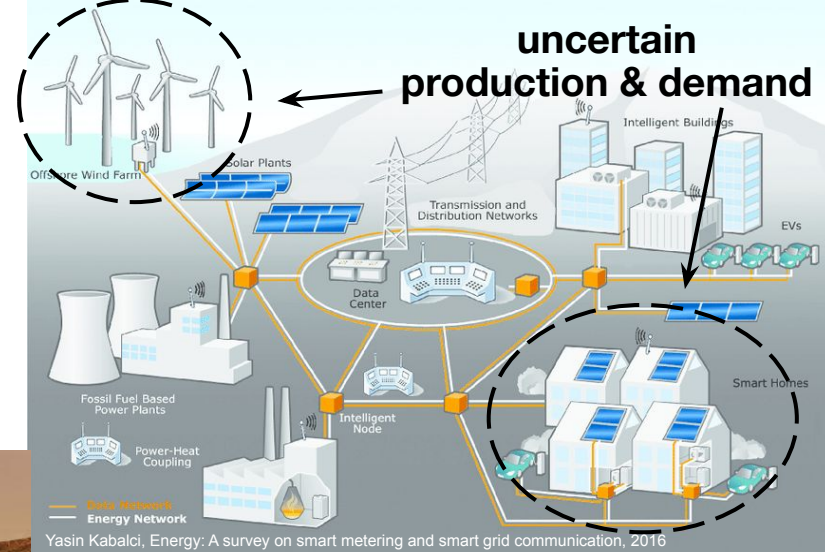 uncertain
production & demand
Intelligent Buildings
Offshore Wind Farm
Solar Plants
Transmission and
Distribution Networks
EVs
Data
Center
Smart Homes
Fossil Fuel Based
Power Plants
Intelligent
Node
Power-Heat
Coupling
Data Network
Energy Network
Yasin Kabalci, Energy: A survey on smart metering and smart grid communication, 2016